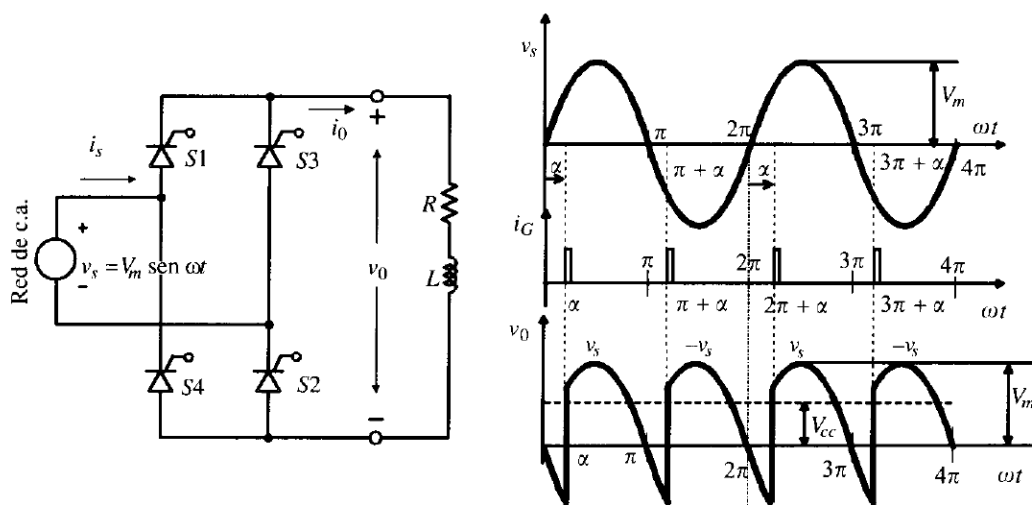 Red de c.a.
i_s
+
v_s = V_m sen ωt
−
S1
S3
S4
S2
i_0
+
v_0
−
R
L
v_s
V_m
π
2π
3π
4π
ωt
α
π + α
α
3π + α
i_G
π
2π
3π
4π
α
π + α
2π + α
3π + α
ωt
v_0
v_s
−v_s
v_s
−v_s
V_m
V_cc
α
π
2π
3π
4π
ωt